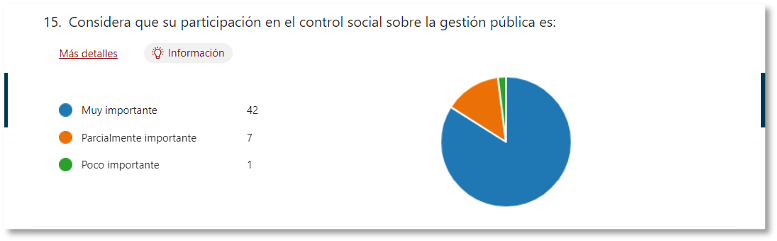 15. Considera que su participación en el control social sobre la gestión pública es:
Más detalles Información
Muy importante 42
Parcialmente importante 7
Poco importante 1